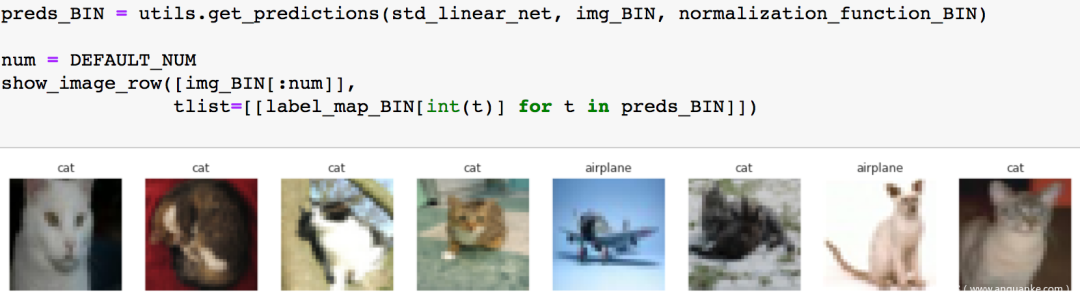 preds_BIN = utils.get_predictions(std_linear_net, img_BIN, normalization_function_BIN)
num = DEFAULT_NUM
show_image_row([img_BIN[:num]],
tlist=[[label_map_BIN[int(t)] for t in preds_BIN]])
cat cat cat cat airplane cat airplane cat
( www.anquanke.com )